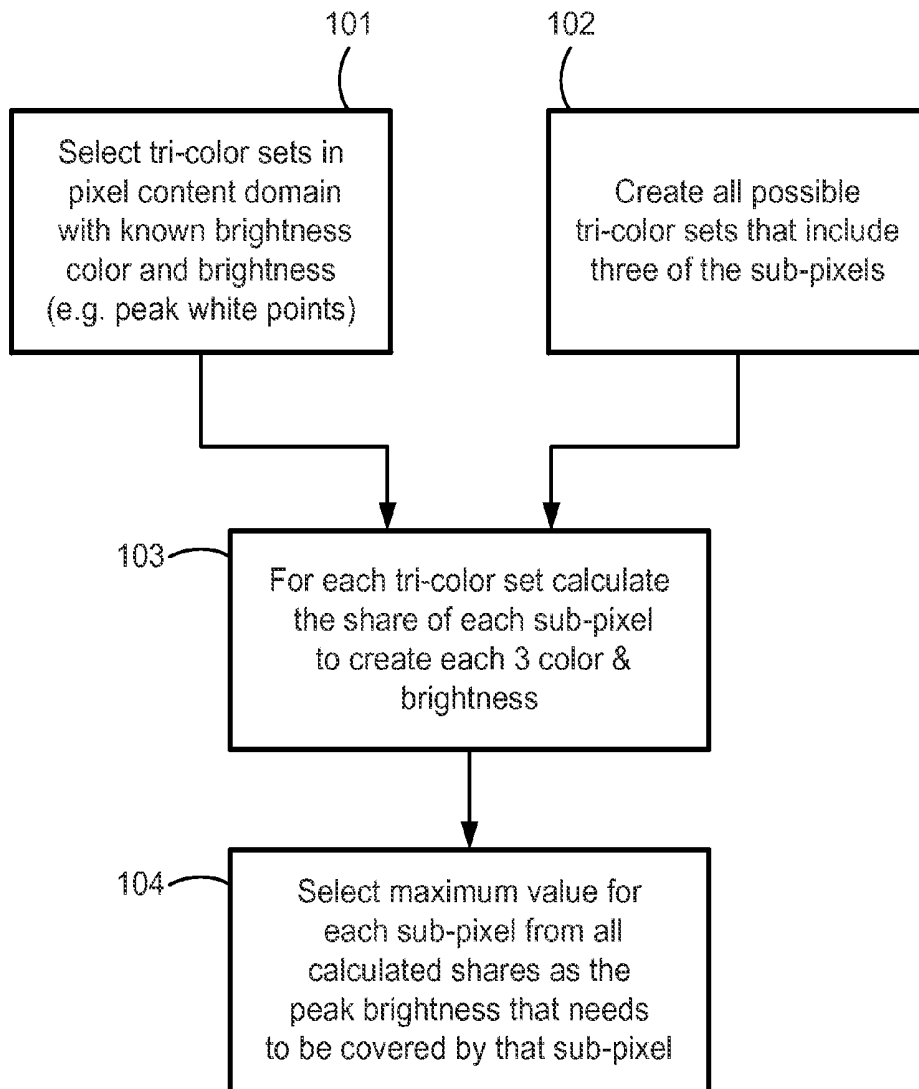 101
102
Select tri-color sets in
pixel content domain
with known brightness
color and brightness
(e.g. peak white points)
Create all possible
tri-color sets that include
three of the sub-pixels
103
For each tri-color set calculate
the share of each sub-pixel
to create each 3 color &
brightness
104
Select maximum value for
each sub-pixel from all
calculated shares as the
peak brightness that needs
to be covered by that sub-pixel